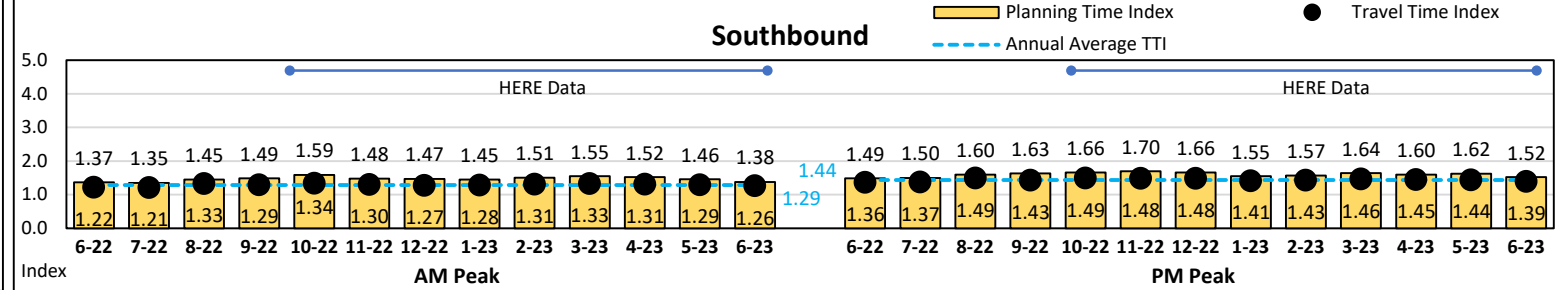 Planning Time Index
Travel Time Index
Southbound
Annual Average TTI
5.0
HERE Data
HERE Data
4.0
3.0
2.0
1.37 1.35 1.45 1.49 1.59 1.48 1.47 1.45 1.51 1.55 1.52 1.46 1.38
1.44
1.49 1.50 1.60 1.63 1.66 1.70 1.66 1.55 1.57 1.64 1.60 1.62 1.52
1.0
1.29
1.22 1.21 1.33 1.29 1.34 1.30 1.27 1.28 1.31 1.33 1.31 1.29 1.26
1.36 1.37 1.49 1.43 1.49 1.48 1.48 1.41 1.43 1.46 1.45 1.44 1.39
0.0
6-22 7-22 8-22 9-22 10-22 11-22 12-22 1-23 2-23 3-23 4-23 5-23 6-23
6-22 7-22 8-22 9-22 10-22 11-22 12-22 1-23 2-23 3-23 4-23 5-23 6-23
Index
AM Peak
PM Peak